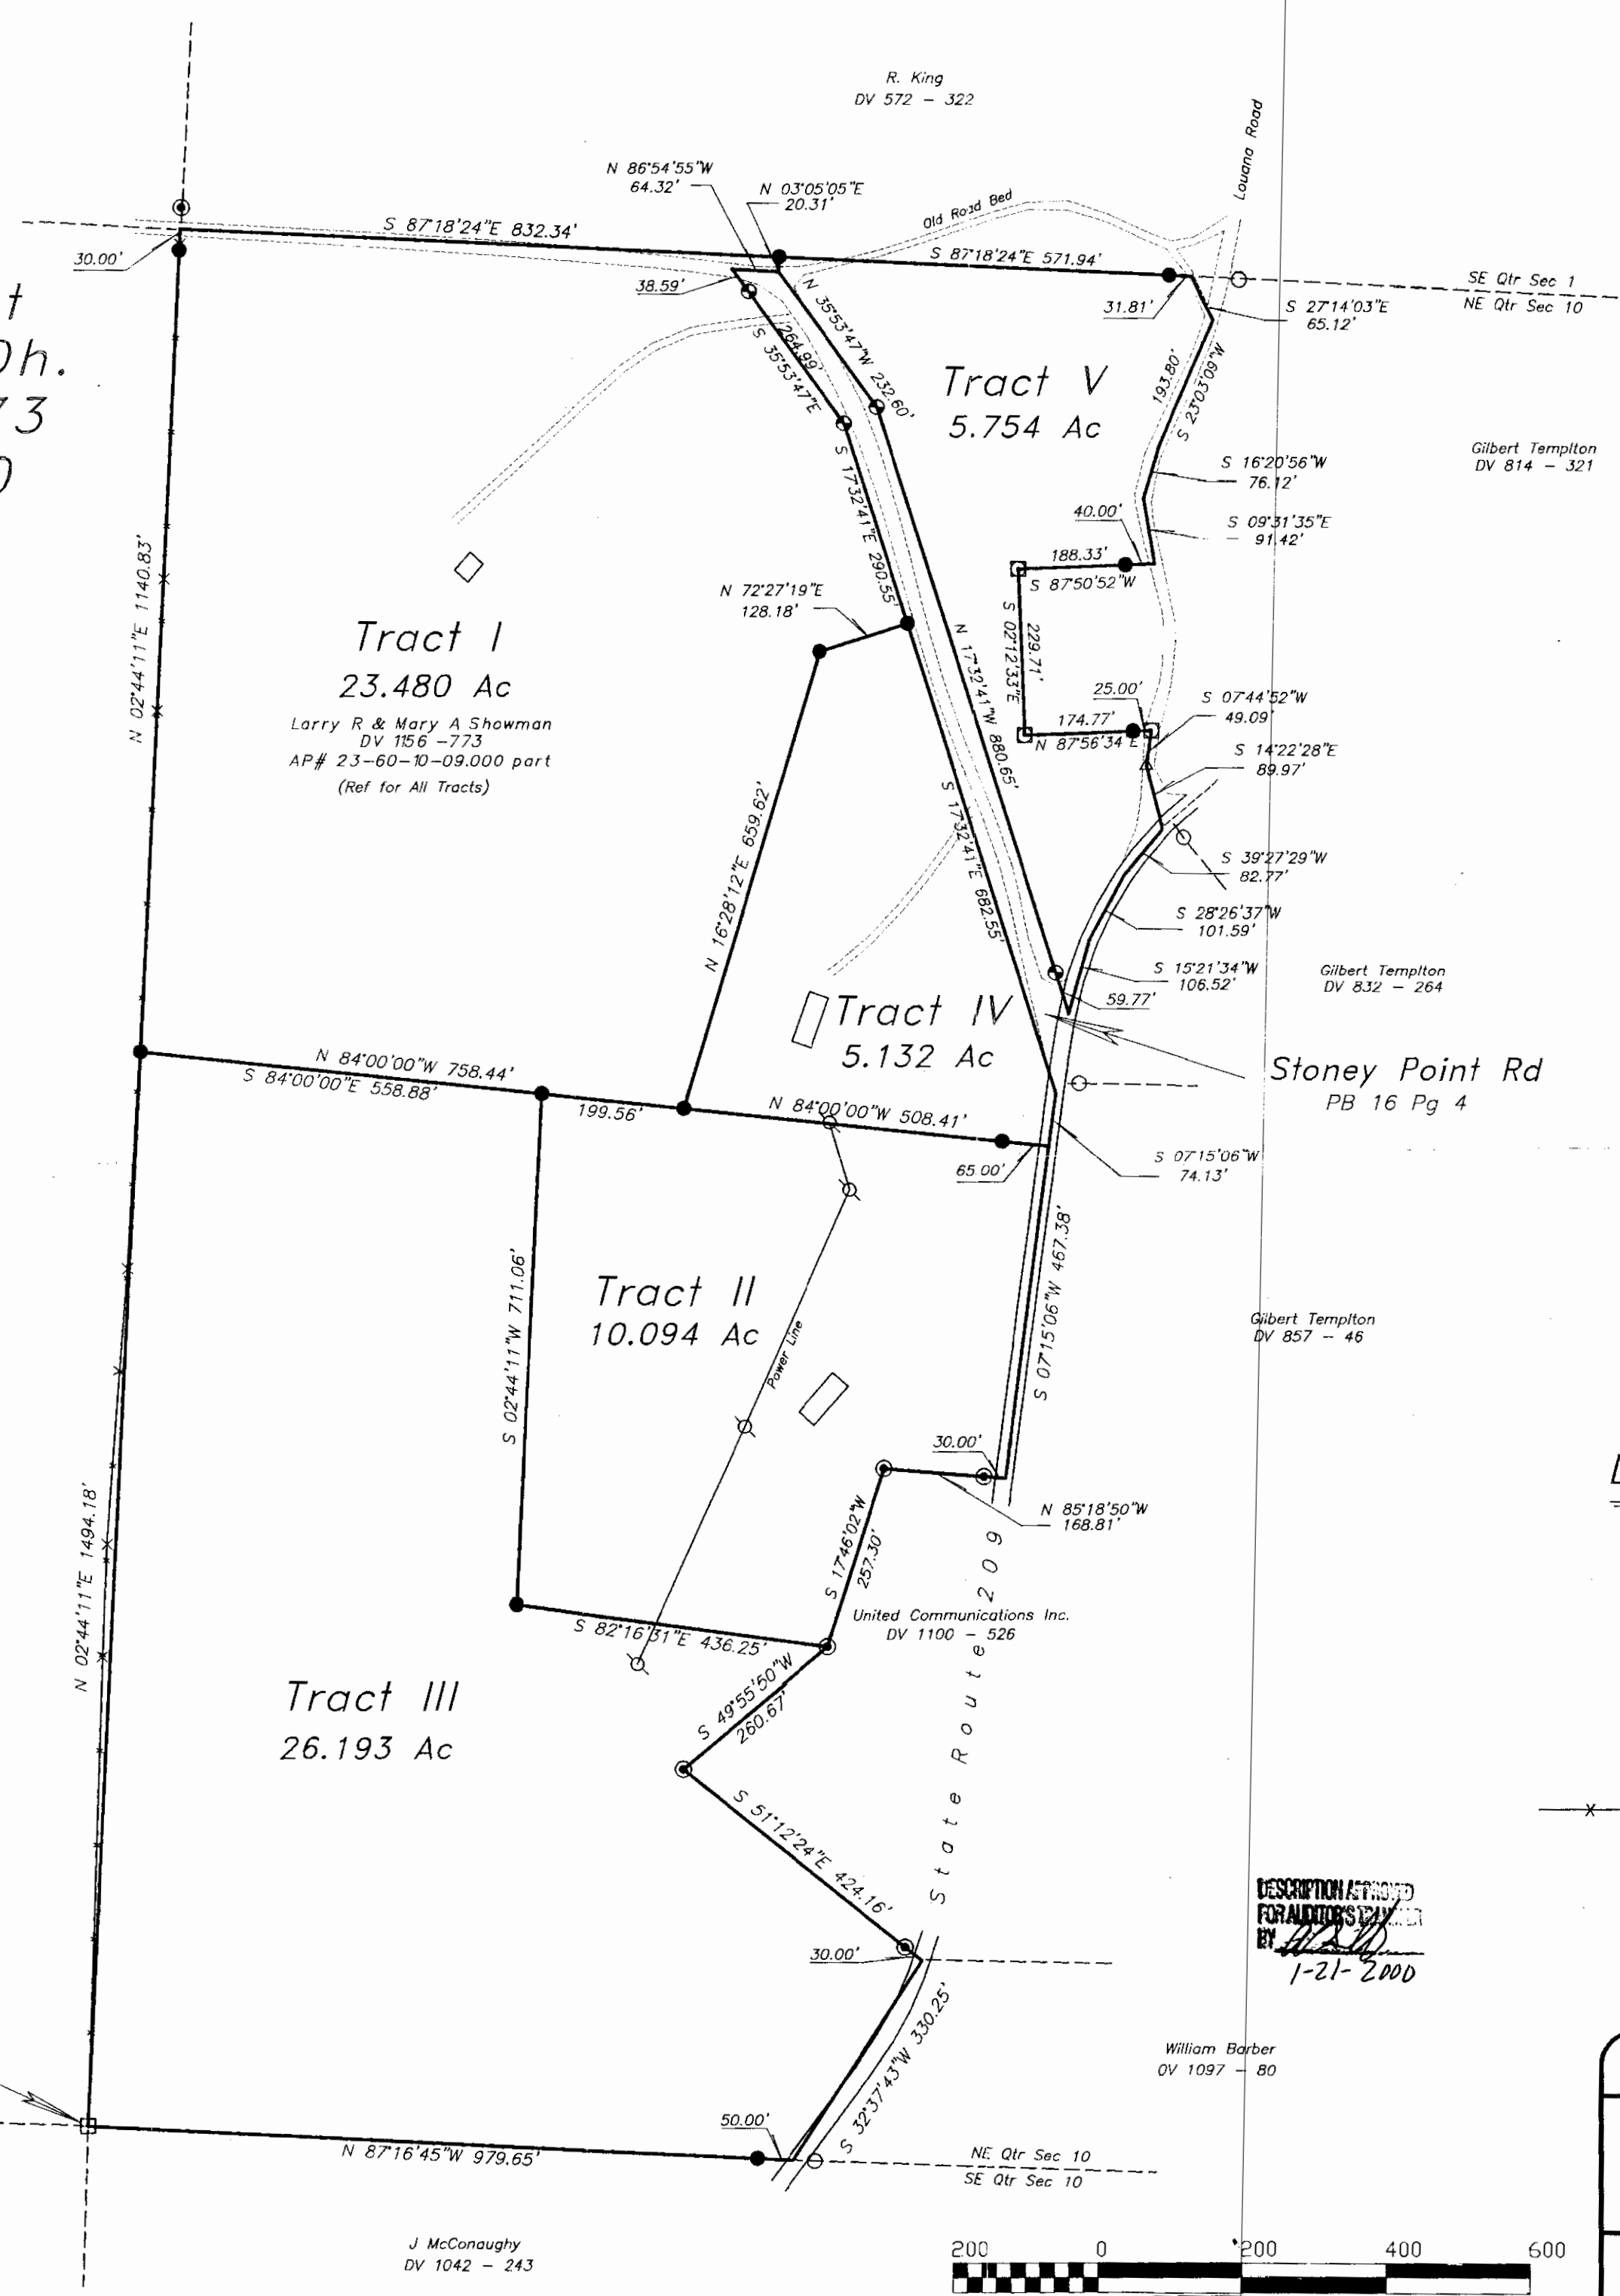 R. King
DV 572 - 322
Louana Road
N 86°54'55"W
64.32'
N 03°05'05"E
20.31'
Old Road Bed
S 87°18'24"E 832.34'
30.00'
S 87°18'24"E 571.94'
SE Qtr Sec 1
NE Qtr Sec 10
38.59'
31.81'
S 27°14'03"E
65.12'
264.99'
S 35°53'47"E
N 35°53'47"W 232.60'
Tract V
5.754 Ac
193.80'
S 23°03'09"W
Gilbert Templton
DV 814 - 321
S 16°20'56"W
76.12'
40.00'
S 09°31'35"E
91.42'
188.33'
S 87°50'52"W
S 17°32'41"E 290.55'
N 02°44'11"E 1140.83'
N 72°27'19"E
128.18'
Tract I
23.480 Ac
Larry R & Mary A Showman
DV 1156 -773
AP# 23-60-10-09.000 part
(Ref for All Tracts)
229.71'
S 02°12'33"E
25.00'
174.77'
N 87°56'34 E
S 07°44'52"W
49.09'
S 14°22'28"E
89.97'
N 17°32'41"W 880.65'
S 17°32'41"E 682.55'
N 16°28'12"E 659.62'
S 39°27'29"W
82.77'
S 28°26'37"W
101.59'
S 15°21'34"W
106.52'
59.77'
Gilbert Templton
DV 832 - 264
Tract IV
5.132 Ac
Stoney Point Rd
PB 16 Pg 4
N 84°00'00"W 758.44'
S 84°00'00"E 558.88'
199.56'
N 84°00'00"W 508.41'
65.00'
S 07°15'06"W
74.13'
S 02°44'11"W 711.06'
Tract II
10.094 Ac
Power Line
S 07°15'06"W 467.38'
Gilbert Templton
DV 857 - 46
30.00'
N 85°18'50"W
168.81'
S 17°46'02"W
257.30'
State Route 209
United Communications Inc.
DV 1100 - 526
S 82°16'31"E 436.25'
N 02°44'11"E 1494.18'
S 49°55'50"W
260.67'
Tract III
26.193 Ac
S 51°12'24"E 424.16'
30.00'
DESCRIPTION APPROVED
FOR AUDITOR'S
BY
1-21-2000
S 32°37'43"W 330.25'
William Barber
OV 1097 - 80
50.00'
N 87°16'45"W 979.65'
NE Qtr Sec 10
SE Qtr Sec 10
J McConaughy
DV 1042 - 243
200 0 200 400 600